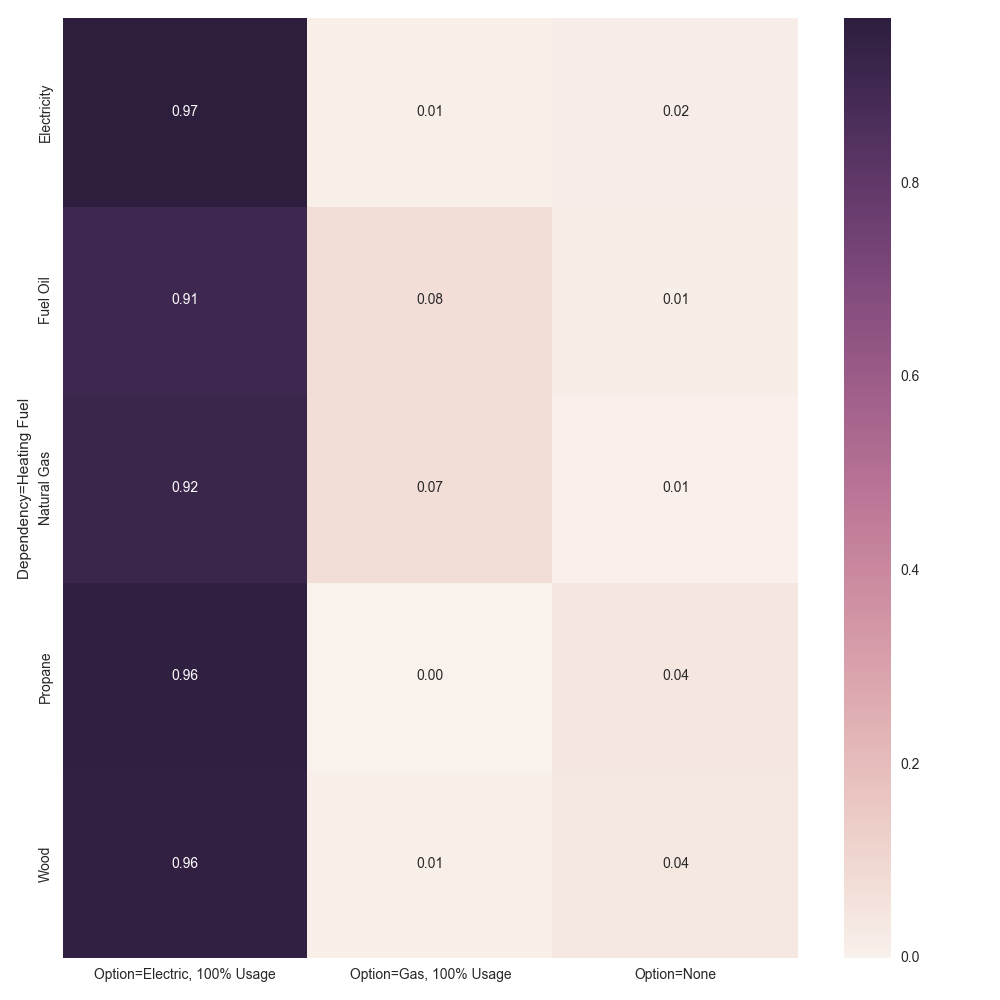 Dependency=Heating Fuel
Electricity
0.97 0.01 0.02
Fuel Oil
0.91 0.08 0.01
Natural Gas
0.92 0.07 0.01
Propane
0.96 0.00 0.04
Wood
0.96 0.01 0.04
Option=Electric, 100% Usage
Option=Gas, 100% Usage
Option=None
0.8
0.6
0.4
0.2
0.0